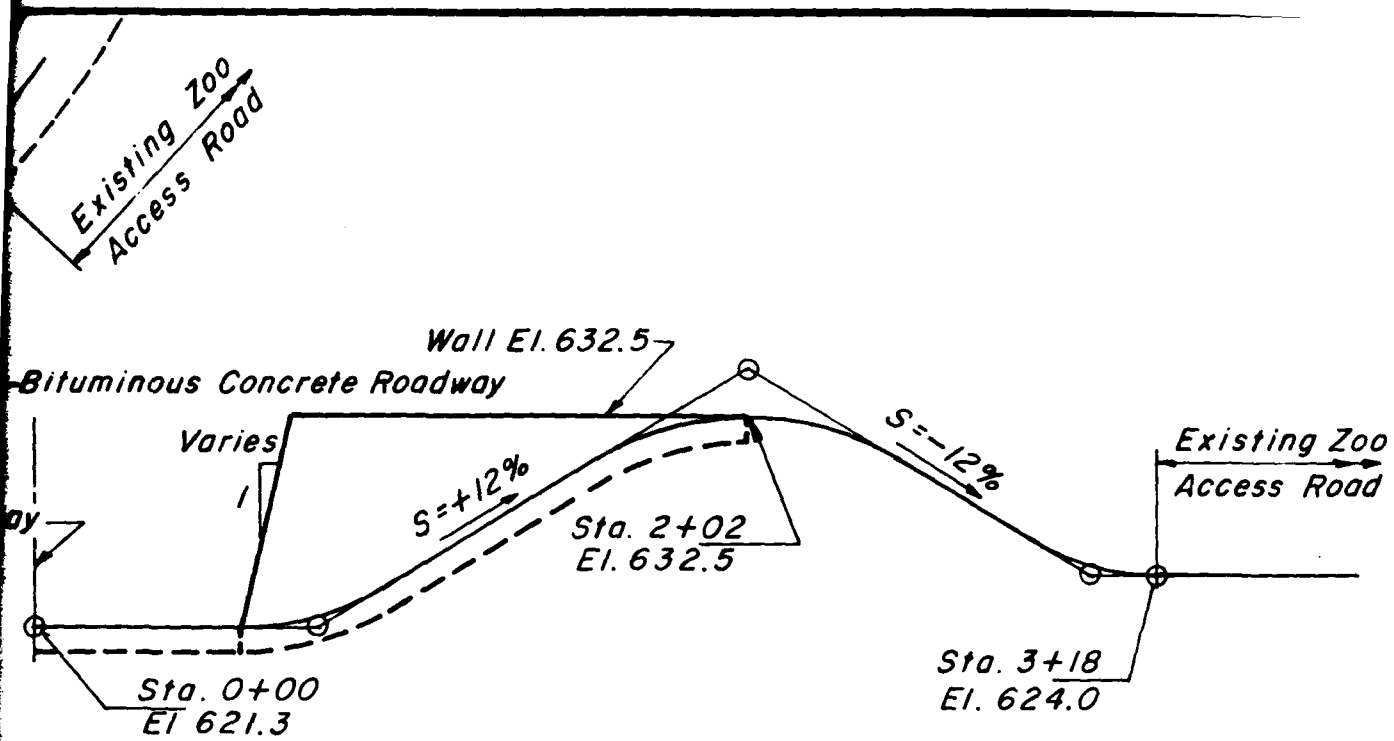 Existing Zoo
Access Road
Wall El. 632.5
Bituminous Concrete Roadway
Varies
1
S=+12%
S=-12%
Existing Zoo
Access Road
ay
Sta. 2+02
El. 632.5
Sta. 0+00
El 621.3
Sta. 3+18
El. 624.0